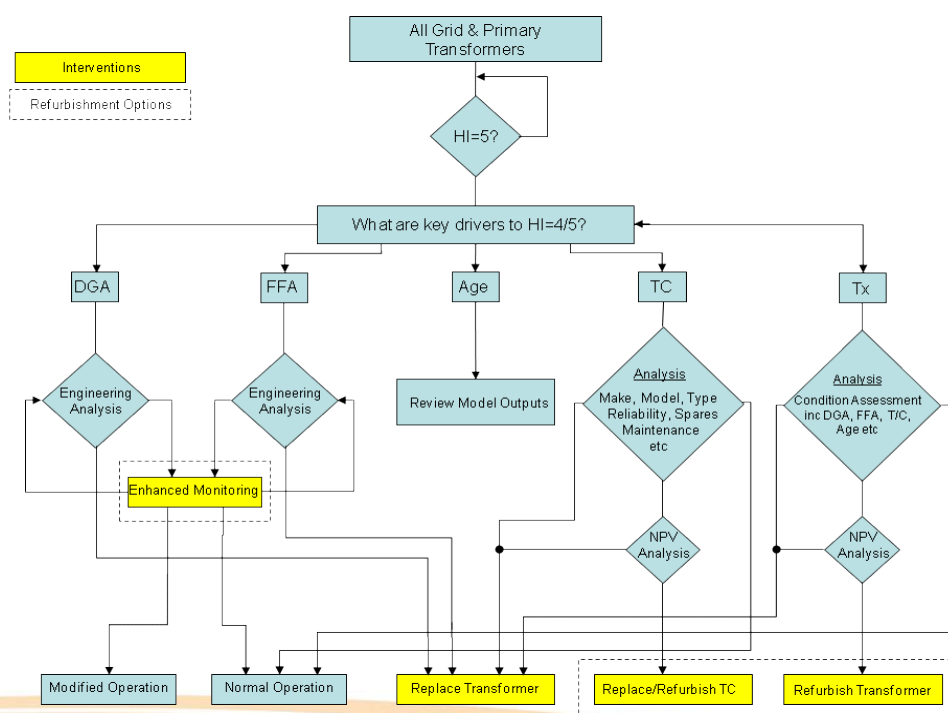 All Grid & Primary
Transformers
Interventions
Refurbishment Options
HI=5?
What are key drivers to HI=4/5?
DGA
FFA
Age
TC
Tx
Engineering
Analysis
Engineering
Analysis
Review Model Outputs
Analysis
Make, Model, Type
Reliability, Spares
Maintenance
etc
Analysis
Condition Assessment
inc DGA, FFA, T/C,
Age etc
Enhanced Monitoring
NPV
Analysis
NPV
Analysis
Modified Operation
Normal Operation
Replace Transformer
Replace/Refurbish TC
Refurbish Transformer